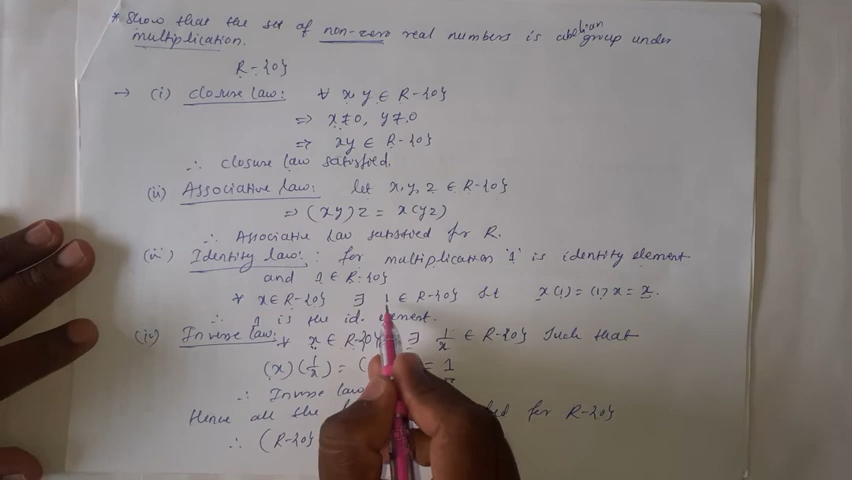 * Show that the set of non-zero real numbers is abelian group under
multiplication.
R-{0}
→ (i) closure law: ∀ x, y ∈ R-{0}
⇒ x≠0, y≠0
⇒ xy ∈ R-{0}
∴ closure law satisfied.
(ii) Associative law: let x, y, z ∈ R-{0}
⇒ (xy)z = x(yz)
∴ Associative law satisfied for R.
(iii) Identity law: for multiplication '1' is identity element
and 1 ∈ R-{0}
∀ x∈R-{0} ∃ 1 ∈ R-{0} s.t x(1) = (1)x = x.
∴ 1 is the id. element.
(iv) Inverse law: ∀ x ∈ R-{0} ∃ 1/x ∈ R-{0} such that
(x)(1/x) = ( = 1
∴ Inverse law
Hence all the for R-{0}
∴ (R-{0}